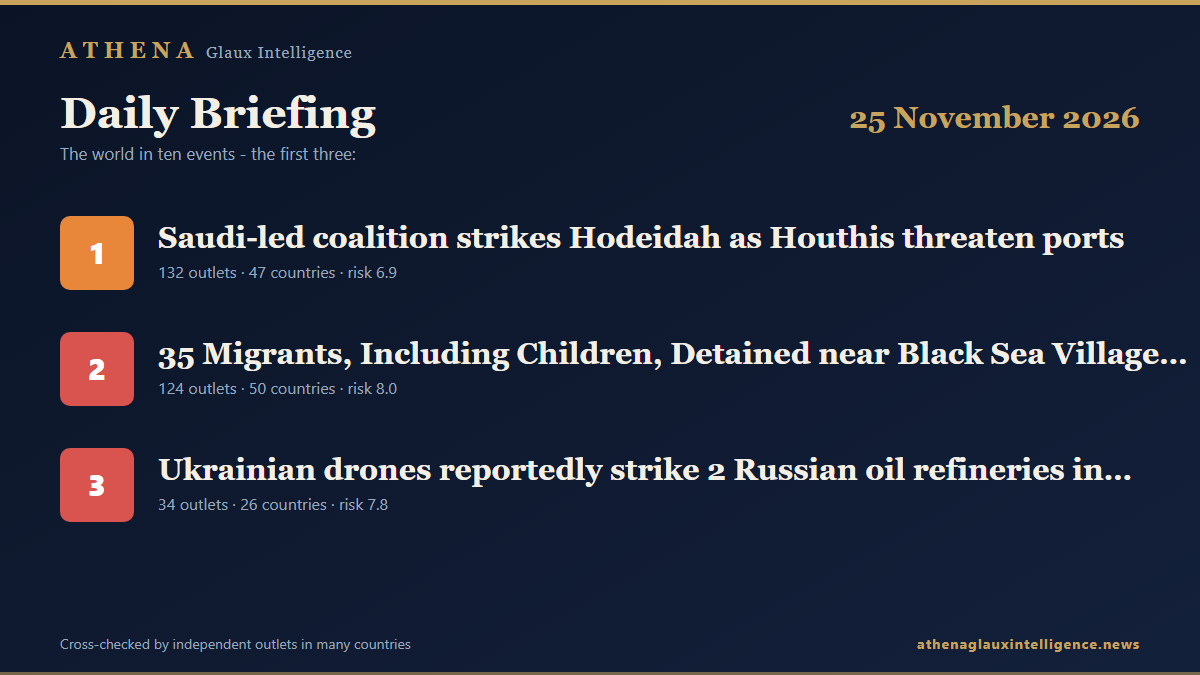 ATHENA Glaux Intelligence
Daily Briefing
25 November 2026
The world in ten events - the first three:
1
Saudi-led coalition strikes Hodeidah as Houthis threaten ports
132 outlets · 47 countries · risk 6.9
2
35 Migrants, Including Children, Detained near Black Sea Village...
124 outlets · 50 countries · risk 8.0
3
Ukrainian drones reportedly strike 2 Russian oil refineries in...
34 outlets · 26 countries · risk 7.8
Cross-checked by independent outlets in many countries
athenaglauxintelligence.news